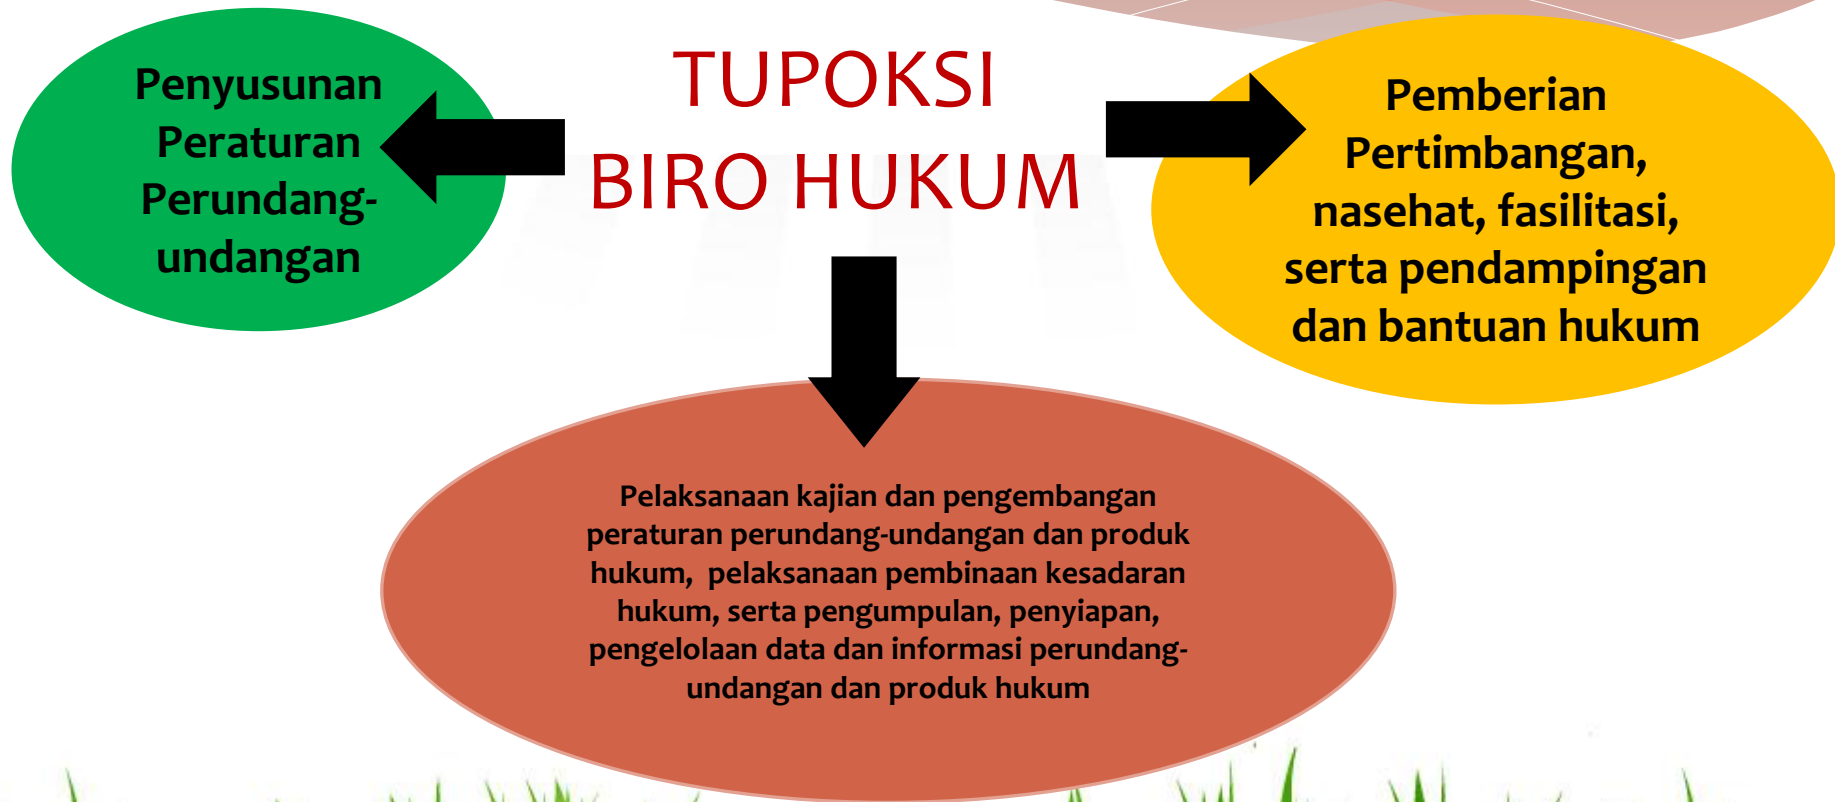 TUPOKSI
BIRO HUKUM
Penyusunan
Peraturan
Perundang-
undangan
Pemberian
Pertimbangan,
nasehat, fasilitasi,
serta pendampingan
dan bantuan hukum
Pelaksanaan kajian dan pengembangan
peraturan perundang-undangan dan produk
hukum, pelaksanaan pembinaan kesadaran
hukum, serta pengumpulan, penyiapan,
pengelolaan data dan informasi perundang-
undangan dan produk hukum